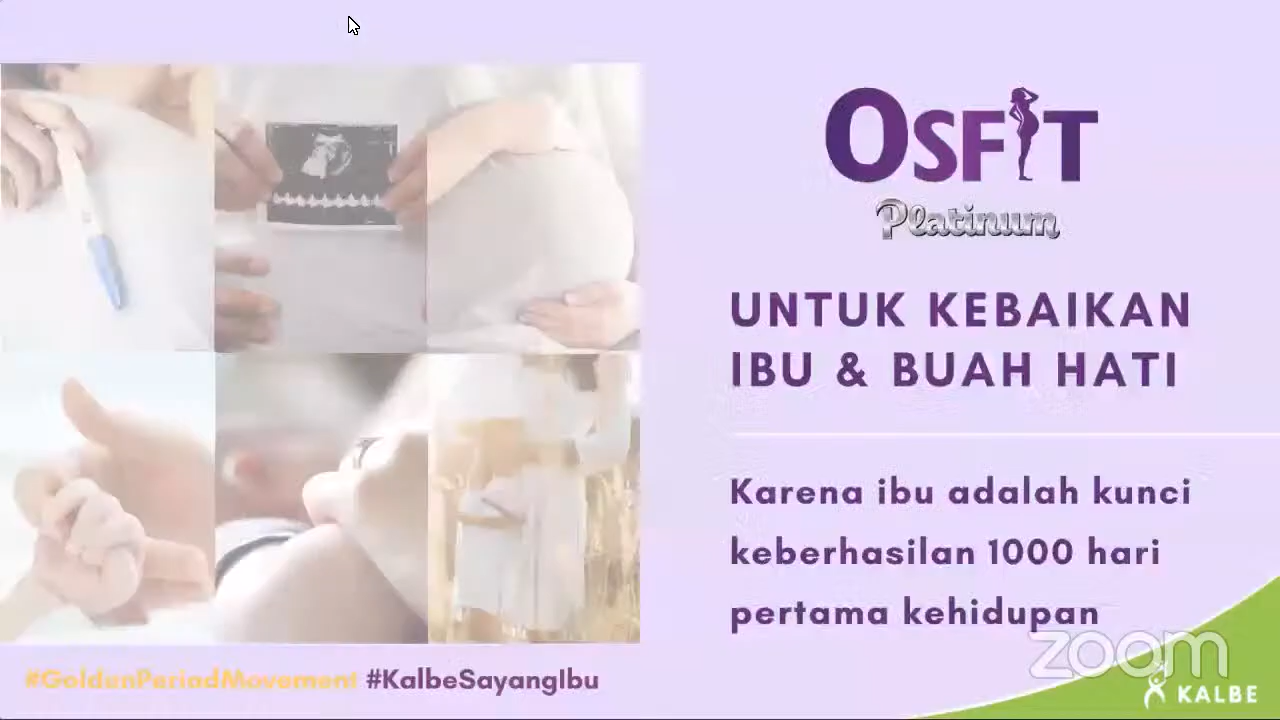 OSFIT
Platinum
UNTUK KEBAIKAN
IBU & BUAH HATI
Karena ibu adalah kunci
keberhasilan 1000 hari
pertama kehidupan
zoom
KALBE
#GoldenPeriodMovement #KalbeSayangIbu